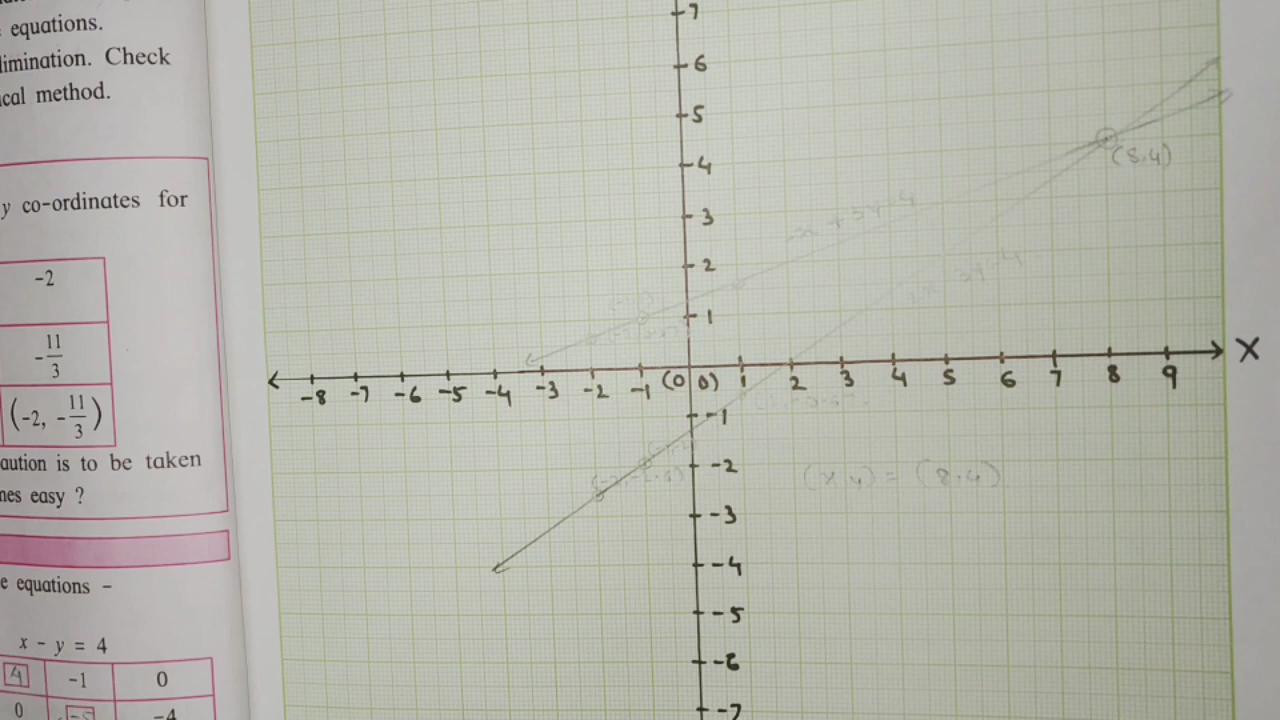 equations.
limination. Check
cal method.
y co-ordinates for
-2
-11/3
(-2, -11/3)
aution is to be taken
nes easy ?
e equations –
x - y = 4
4 -1 0
0 -5 -4
7
6
5
4
3
2
1
-8 -7 -6 -5 -4 -3 -2 -1 (0 0) 1 2 3 4 5 6 7 8 9 X
-1
-2
-3
-4
-5
-6
-7
(8,4)
(x,y) = (8,4)